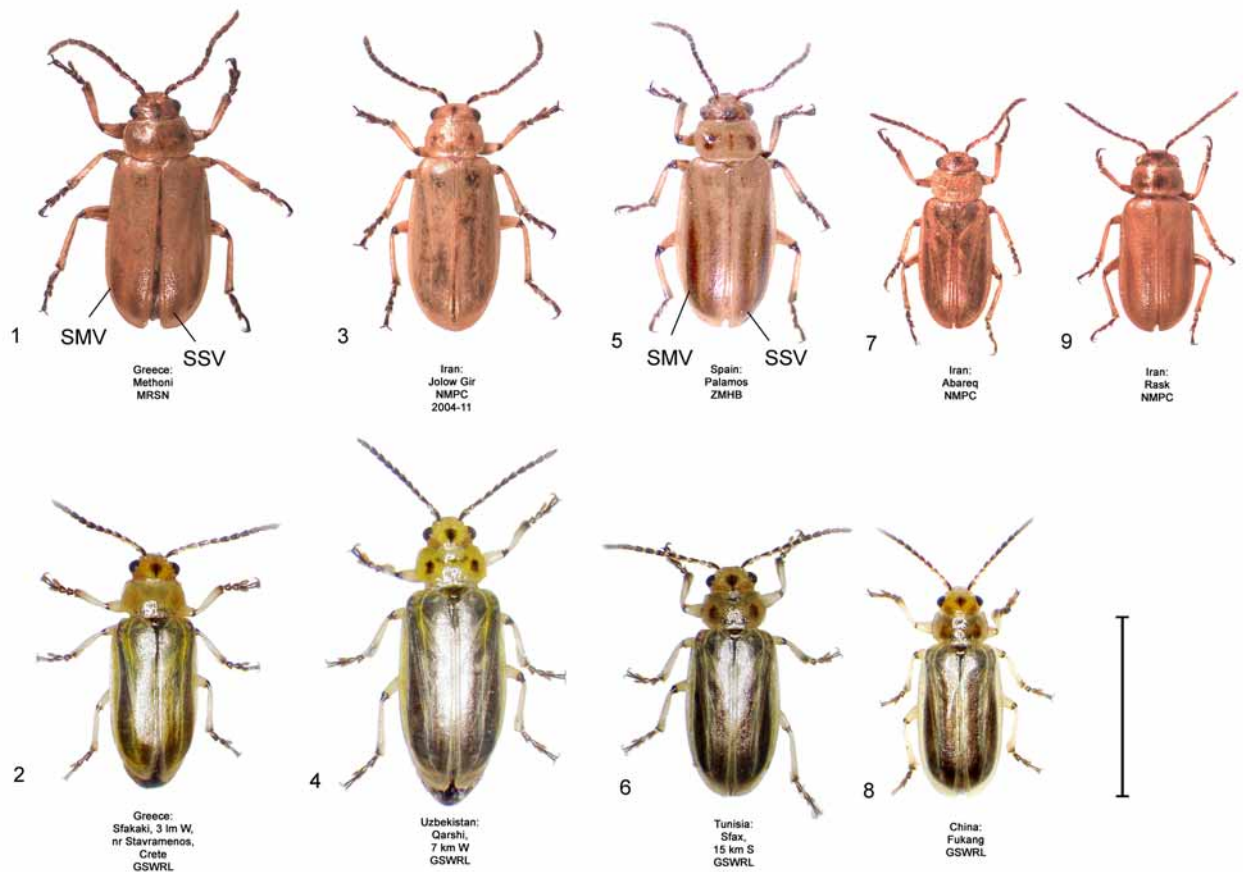 1
SMV
SSV
Greece:
Methoni
MRSN
3
Iran:
Jolow Gir
NMPC
2004-11
5
SMV
SSV
Spain:
Palamos
ZMHB
7
Iran:
Abareq
NMPC
9
Iran:
Rask
NMPC
2
Greece:
Sfakaki, 3 lm W,
nr Stavramenos,
Crete
GSWRL
4
Uzbekistan:
Qarshi,
7 km W
GSWRL
6
Tunisia:
Sfax,
15 km S
GSWRL
8
China:
Fukang
GSWRL